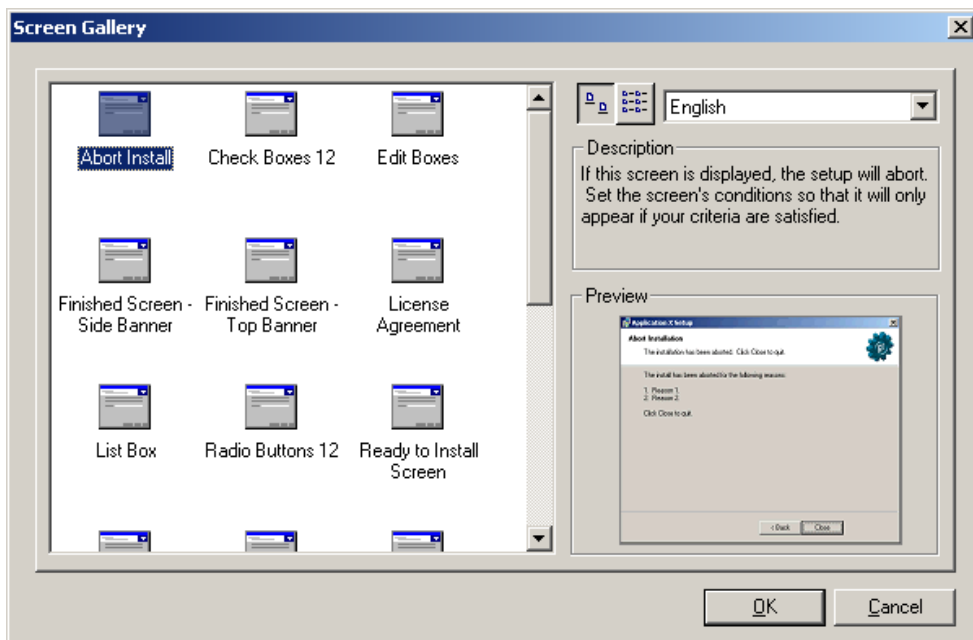 Screen Gallery
Abort Install
Check Boxes 12
Edit Boxes
Finished Screen -
Side Banner
Finished Screen -
Top Banner
License
Agreement
List Box
Radio Buttons 12
Ready to Install
Screen
English
Description
If this screen is displayed, the setup will abort.
Set the screen's conditions so that it will only
appear if your criteria are satisfied.
Preview
Application X Setup
Abort Installation
The installation has been aborted. Click Close to quit.
The install has been aborted for the following reasons:
1. Reason 1.
2. Reason 2.
Click Close to quit.
< Back
Close
OK
Cancel